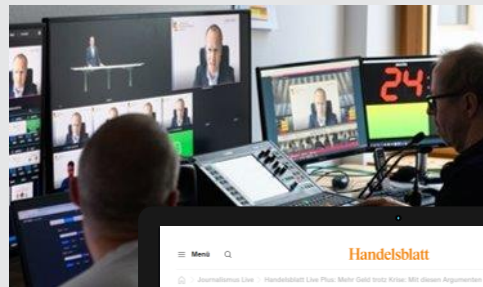 24
Menü
Handelsblatt
Journalismus Live > Handelsblatt Live Plus: Mehr Geld trotz Krise: Mit diesen Argumenten